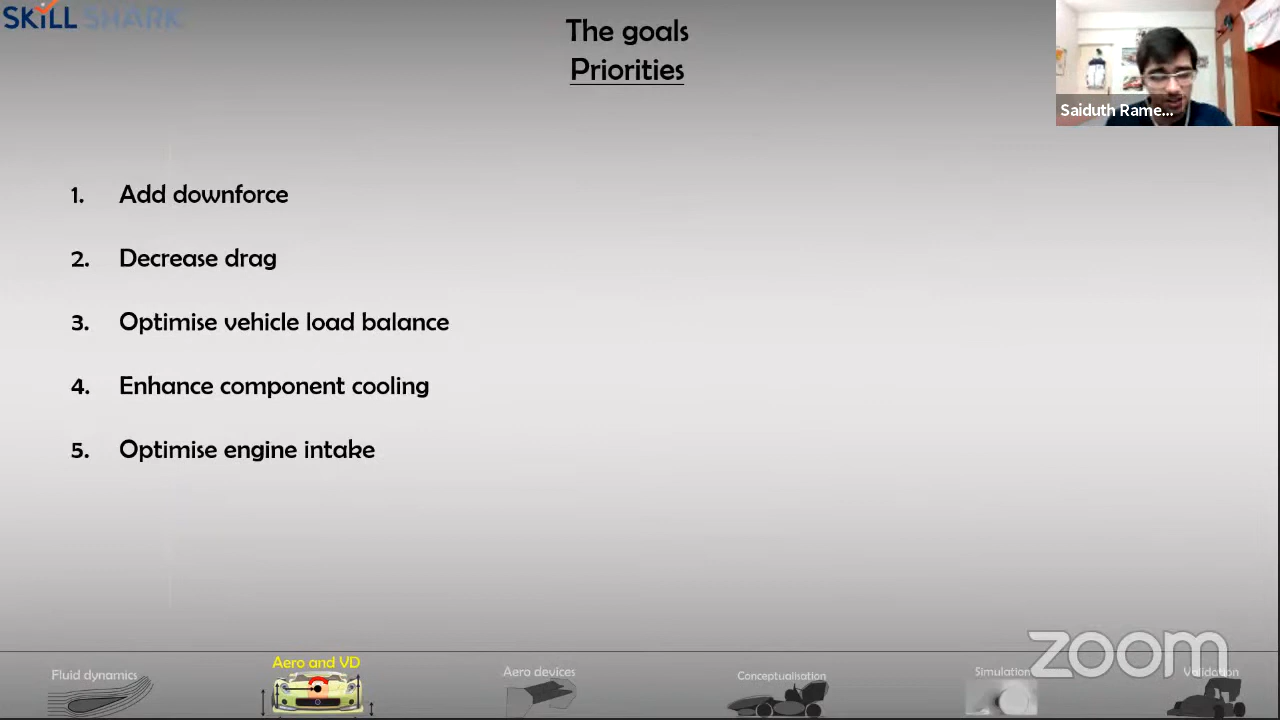 SKILL SHARK
The goals
Priorities
Saiduth Rame...
1. Add downforce
2. Decrease drag
3. Optimise vehicle load balance
4. Enhance component cooling
5. Optimise engine intake
zoom
Fluid dynamics
Aero and VD
Aero devices
Conceptualisation
Simulation
Validation